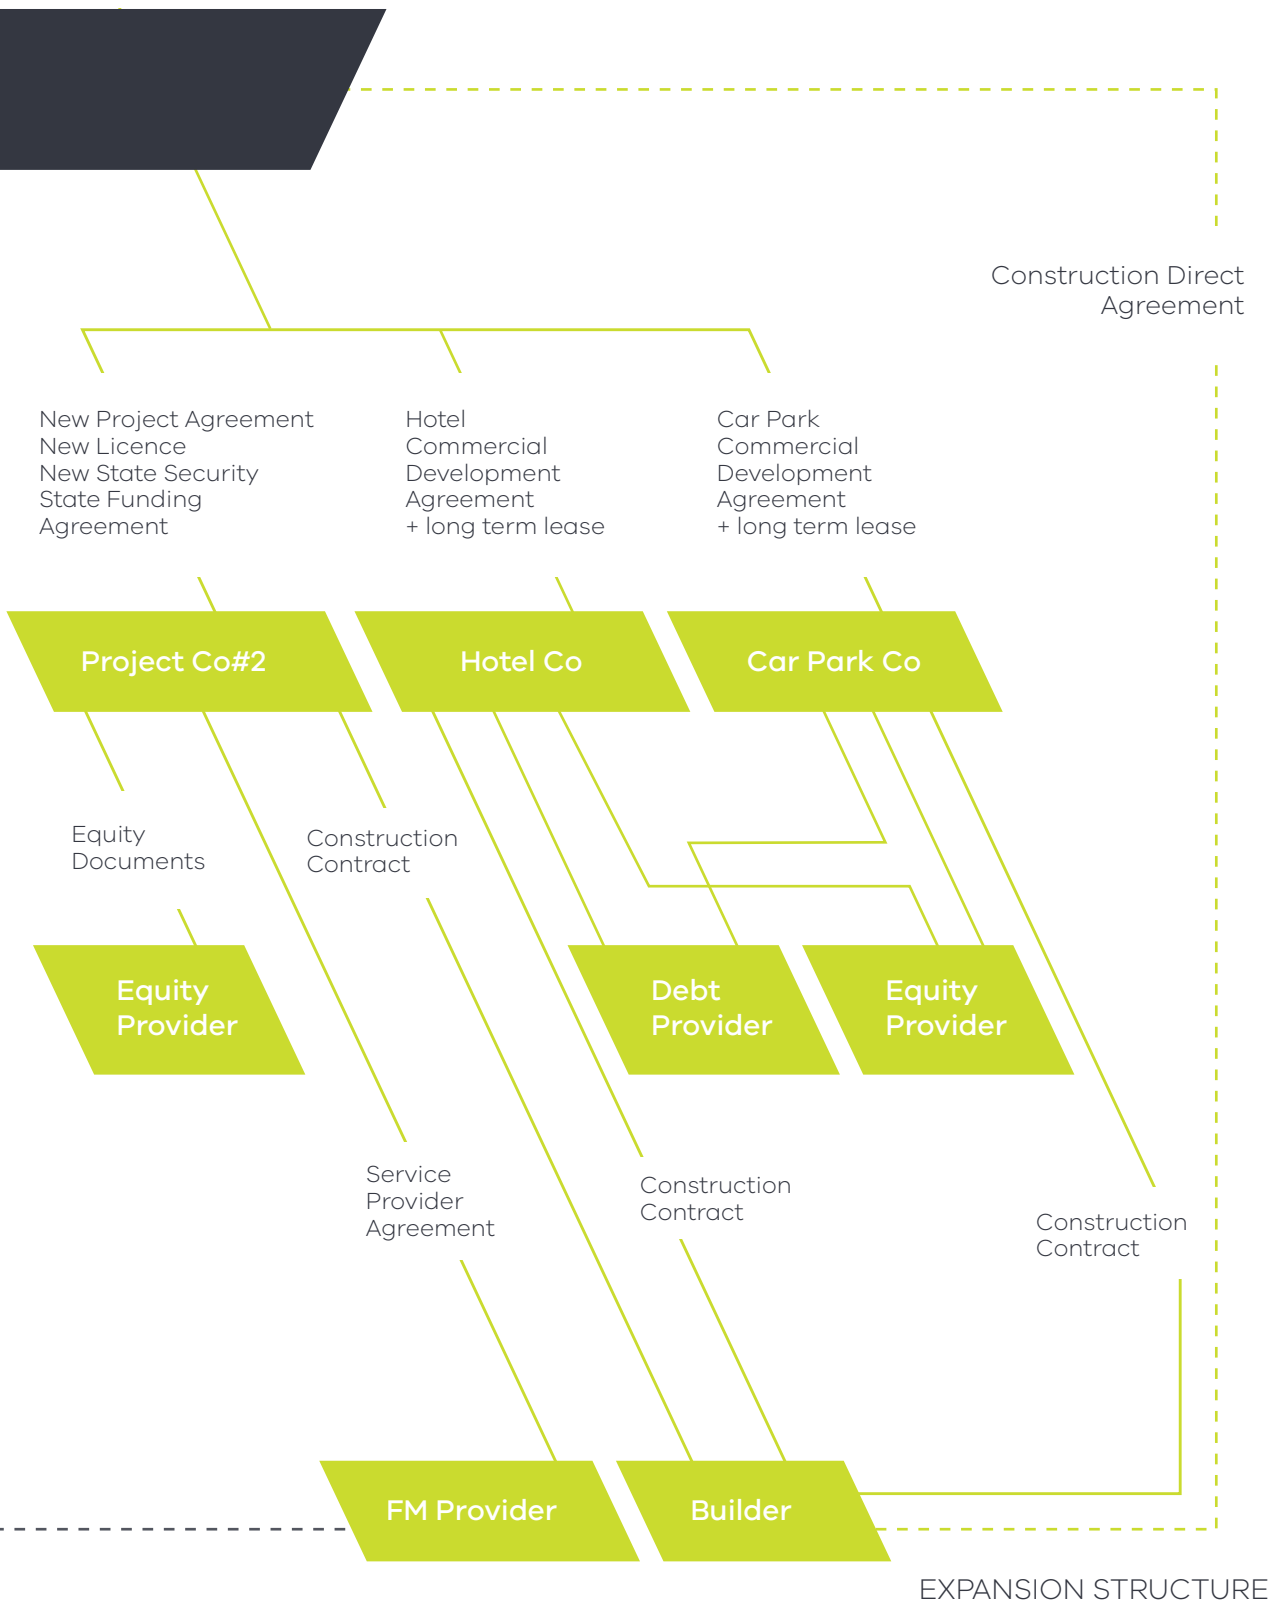 Construction Direct
Agreement
New Project Agreement
New Licence
New State Security
State Funding
Agreement
Hotel
Commercial
Development
Agreement
+ long term lease
Car Park
Commercial
Development
Agreement
+ long term lease
Project Co#2
Hotel Co
Car Park Co
Equity
Documents
Construction
Contract
Equity
Provider
Debt
Provider
Equity
Provider
Service
Provider
Agreement
Construction
Contract
Construction
Contract
FM Provider
Builder
EXPANSION STRUCTURE